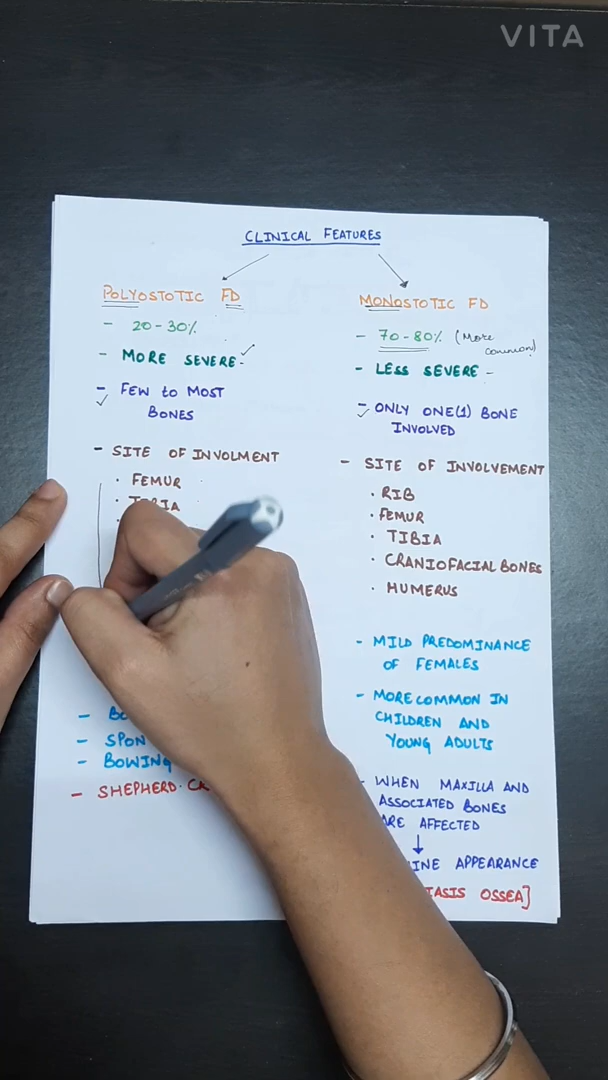 VITA
CLINICAL FEATURES
POLYOSTOTIC FD
- 20-30%
- MORE SEVERE -
- FEW TO MOST
BONES
- SITE OF INVOLMENT
· FEMUR
MONOSTOTIC FD
- 70-80% (More
common)
- LESS SEVERE -
- ONLY ONE(1) BONE
INVOLVED
- SITE OF INVOLVEMENT
· RIB
· FEMUR
· TIBIA
· CRANIOFACIAL BONES
· HUMERUS
- MILD PREDOMINANCE
OF FEMALES
- MORE COMMON IN
CHILDREN AND
YOUNG ADULTS
WHEN MAXILLA AND
ASSOCIATED BONES
ARE AFFECTED
↓
APPEARANCE
OSSEA]
- BOWING
- SHEPHERD